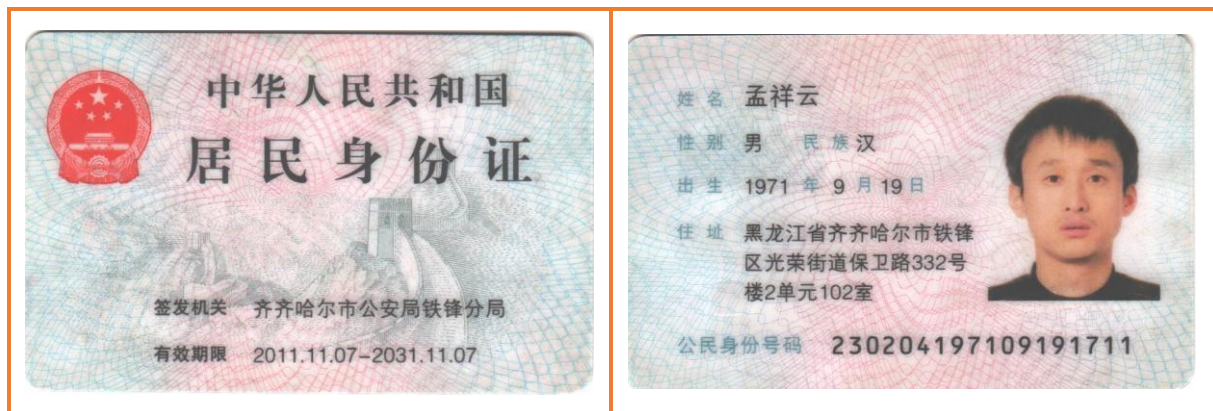 中华人民共和国
居民身份证
签发机关 齐齐哈尔市公安局铁锋分局
有效期限 2011.11.07-2031.11.07
姓名 孟祥云
性别 男 民族 汉
出生 1971 年 9 月 19 日
住址 黑龙江省齐齐哈尔市铁锋
区光荣街道保卫路332号
楼2单元102室
公民身份号码 230204197109191711